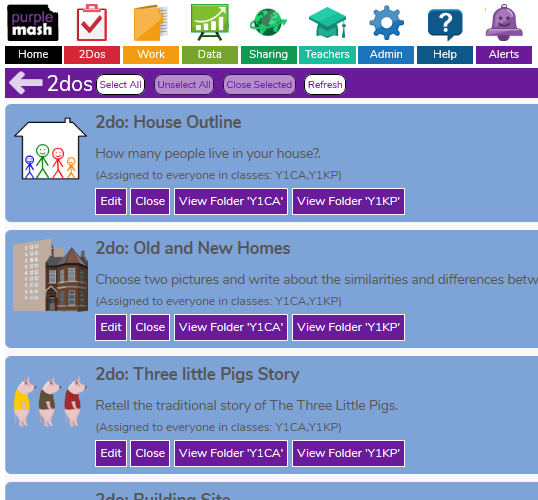 purple
mash
Home 2Dos Work Data Sharing Teachers Admin Help Alerts
2dos Select All Unselect All Close Selected Refresh
2do: House Outline
How many people live in your house?.
(Assigned to everyone in classes: Y1CA,Y1KP)
Edit Close View Folder 'Y1CA' View Folder 'Y1KP'
2do: Old and New Homes
Choose two pictures and write about the similarities and differences betw
(Assigned to everyone in classes: Y1CA,Y1KP)
Edit Close View Folder 'Y1CA' View Folder 'Y1KP'
2do: Three little Pigs Story
Retell the traditional story of The Three Little Pigs.
(Assigned to everyone in classes: Y1CA,Y1KP)
Edit Close View Folder 'Y1CA' View Folder 'Y1KP'
2do: Building Site